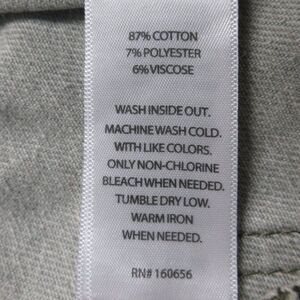 87% COTTON
7% POLYESTER
6% VISCOSE
WASH INSIDE OUT.
MACHINE WASH COLD.
WITH LIKE COLORS.
ONLY NON-CHLORINE
BLEACH WHEN NEEDED.
TUMBLE DRY LOW.
WARM IRON
WHEN NEEDED.
RN# 160656